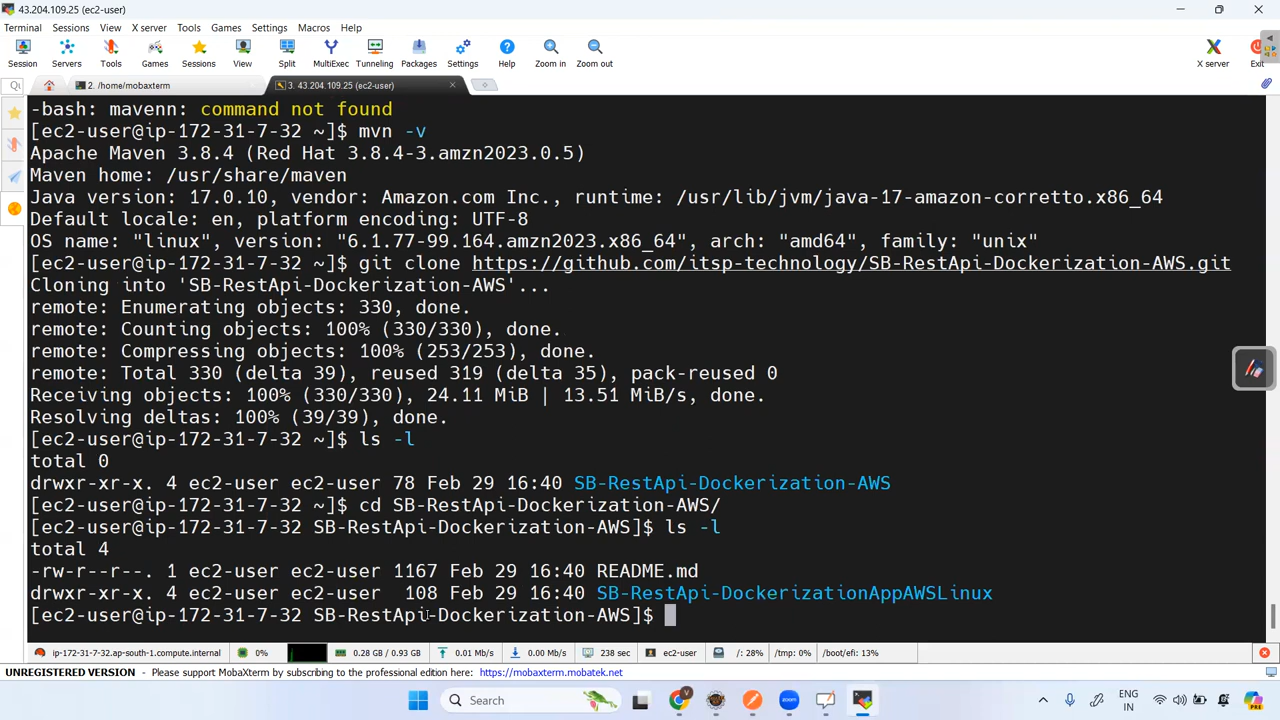 43.204.109.25 (ec2-user)
Terminal Sessions View X server Tools Games Settings Macros Help
Session Servers Tools Games Sessions View Split MultiExec Tunneling Packages Settings Help Zoom in Zoom out X server Exit
2. /home/mobaxterm 3. 43.204.109.25 (ec2-user)
-bash: mavenn: command not found
[ec2-user@ip-172-31-7-32 ~]$ mvn -v
Apache Maven 3.8.4 (Red Hat 3.8.4-3.amzn2023.0.5)
Maven home: /usr/share/maven
Java version: 17.0.10, vendor: Amazon.com Inc., runtime: /usr/lib/jvm/java-17-amazon-corretto.x86_64
Default locale: en, platform encoding: UTF-8
OS name: "linux", version: "6.1.77-99.164.amzn2023.x86_64", arch: "amd64", family: "unix"
[ec2-user@ip-172-31-7-32 ~]$ git clone https://github.com/itsp-technology/SB-RestApi-Dockerization-AWS.git
Cloning into 'SB-RestApi-Dockerization-AWS'...
remote: Enumerating objects: 330, done.
remote: Counting objects: 100% (330/330), done.
remote: Compressing objects: 100% (253/253), done.
remote: Total 330 (delta 39), reused 319 (delta 35), pack-reused 0
Receiving objects: 100% (330/330), 24.11 MiB | 13.51 MiB/s, done.
Resolving deltas: 100% (39/39), done.
[ec2-user@ip-172-31-7-32 ~]$ ls -l
total 0
drwxr-xr-x. 4 ec2-user ec2-user 78 Feb 29 16:40 SB-RestApi-Dockerization-AWS
[ec2-user@ip-172-31-7-32 ~]$ cd SB-RestApi-Dockerization-AWS/
[ec2-user@ip-172-31-7-32 SB-RestApi-Dockerization-AWS]$ ls -l
total 4
-rw-r--r--. 1 ec2-user ec2-user 1167 Feb 29 16:40 README.md
drwxr-xr-x. 4 ec2-user ec2-user 108 Feb 29 16:40 SB-RestApi-DockerizationAppAWSLinux
[ec2-user@ip-172-31-7-32 SB-RestApi-Dockerization-AWS]$
ip-172-31-7-32.ap-south-1.compute.internal 0% 0.28 GB / 0.93 GB 0.01 Mb/s 0.00 Mb/s 238 sec ec2-user /: 28% /tmp: 0% /boot/efi: 13%
UNREGISTERED VERSION - Please support MobaXterm by subscribing to the professional edition here: https://mobaxterm.mobatek.net
Search ENG
IN